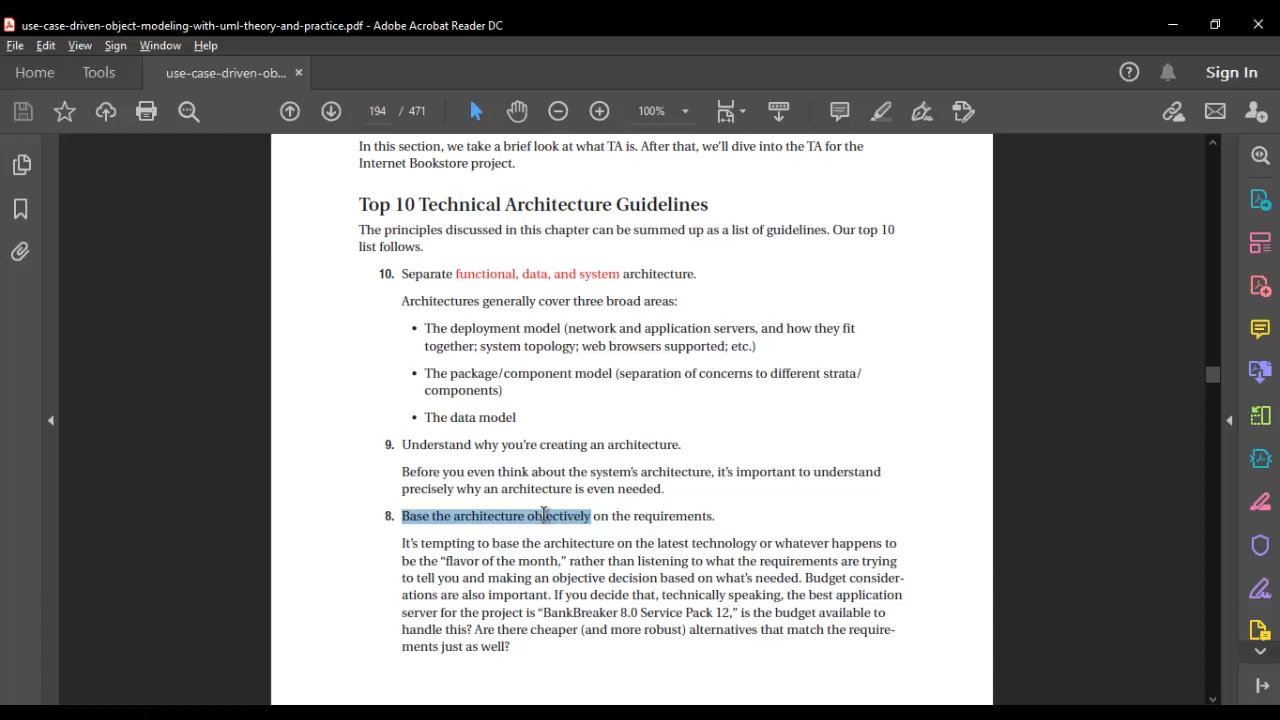 use-case-driven-object-modeling-with-uml-theory-and-practice.pdf - Adobe Acrobat Reader DC
File Edit View Sign Window Help
Home Tools use-case-driven-ob... × Sign In
194 / 471 100%
In this section, we take a brief look at what TA is. After that, we'll dive into the TA for the
Internet Bookstore project.
Top 10 Technical Architecture Guidelines
The principles discussed in this chapter can be summed up as a list of guidelines. Our top 10
list follows.
10. Separate functional, data, and system architecture.
Architectures generally cover three broad areas:
• The deployment model (network and application servers, and how they fit
together; system topology; web browsers supported; etc.)
• The package/component model (separation of concerns to different strata/
components)
• The data model
9. Understand why you're creating an architecture.
Before you even think about the system's architecture, it's important to understand
precisely why an architecture is even needed.
8. Base the architecture objectively on the requirements.
It's tempting to base the architecture on the latest technology or whatever happens to
be the “flavor of the month,” rather than listening to what the requirements are trying
to tell you and making an objective decision based on what's needed. Budget consider-
ations are also important. If you decide that, technically speaking, the best application
server for the project is “BankBreaker 8.0 Service Pack 12,” is the budget available to
handle this? Are there cheaper (and more robust) alternatives that match the require-
ments just as well?